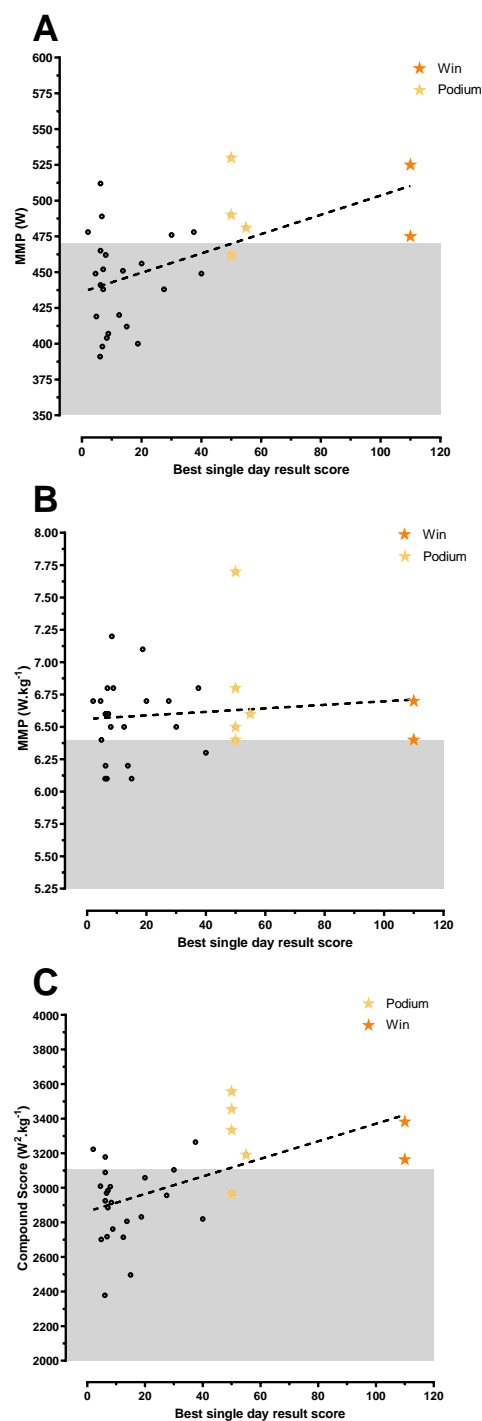 A
Win
Podium
600
575
550
525
500
475
450
425
400
375
350
MMP (W)
0 20 40 60 80 100 120
Best single day result score
B
Win
Podium
8.00
7.75
7.50
7.25
7.00
6.75
6.50
6.25
6.00
5.75
5.50
5.25
MMP (W.kg⁻¹)
0 20 40 60 80 100 120
Best single day result score
C
Podium
Win
4000
3800
3600
3400
3200
3000
2800
2600
2400
2200
2000
Compound Score (W².kg⁻¹)
0 20 40 60 80 100 120
Best single day result score